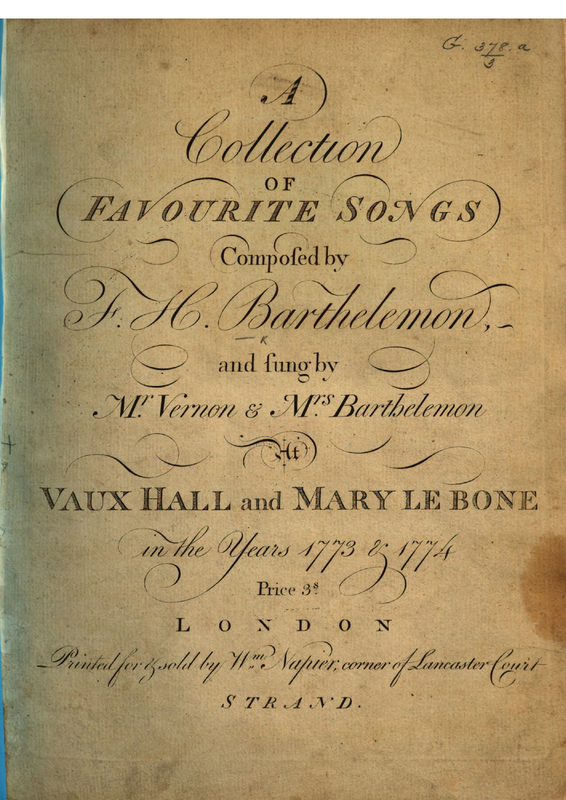 G. 378. a
3
A
Collection
OF
FAVOURITE SONGS
Compoſed by
F. H. Barthelemon,
and ſung by
Mr. Vernon & Mrs. Barthelemon
At
VAUX HALL and MARY LE BONE
in the Years 1773 & 1774
Price 3s.
LONDON
Printed for & sold by Wm. Napier, corner of Lancaster Court
STRAND.